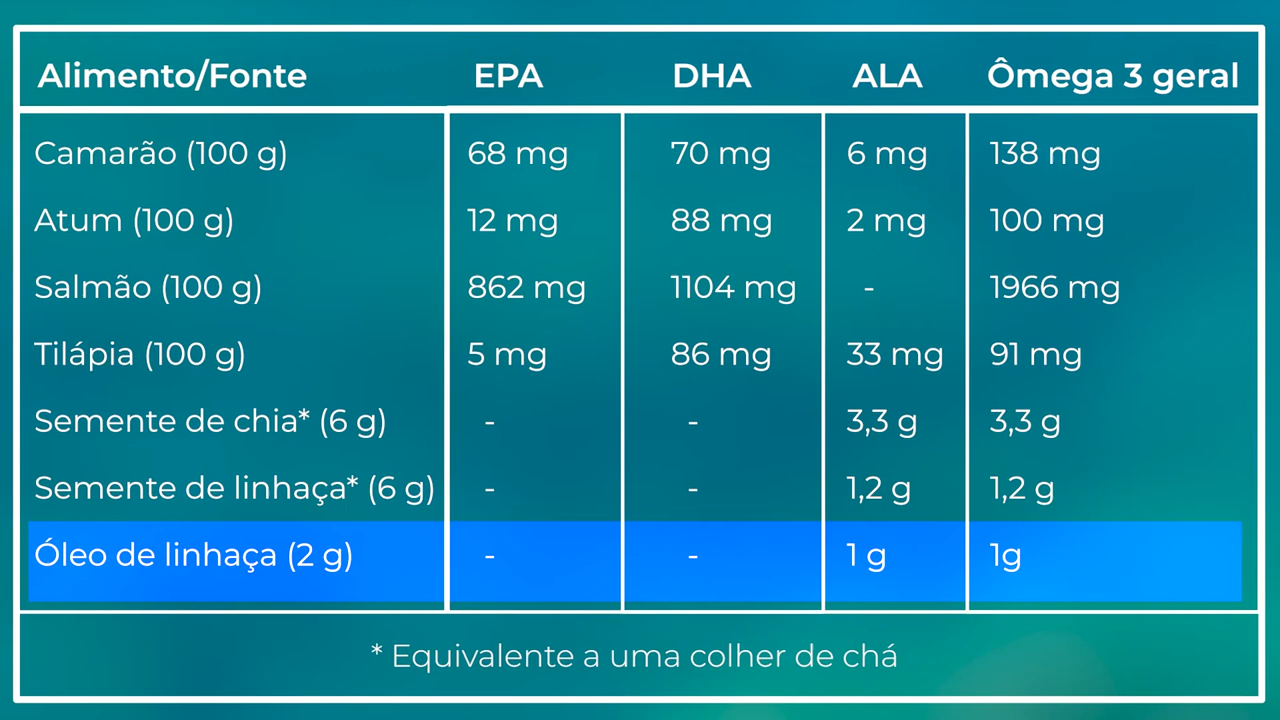 Alimento/Fonte EPA DHA ALA Ômega 3 geral
Camarão (100 g) 68 mg 70 mg 6 mg 138 mg
Atum (100 g) 12 mg 88 mg 2 mg 100 mg
Salmão (100 g) 862 mg 1104 mg - 1966 mg
Tilápia (100 g) 5 mg 86 mg 33 mg 91 mg
Semente de chia* (6 g) - - 3,3 g 3,3 g
Semente de linhaça* (6 g) - - 1,2 g 1,2 g
Óleo de linhaça (2 g) - - 1 g 1g
* Equivalente a uma colher de chá